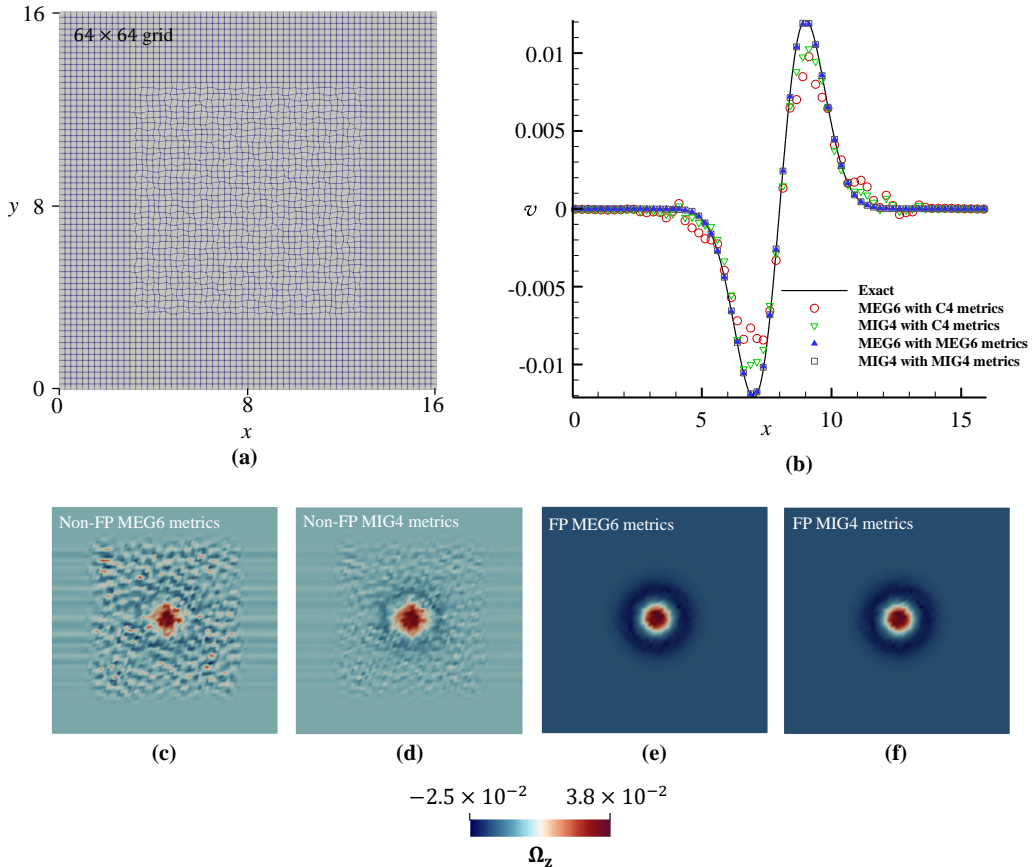 16
64 × 64 grid
y
8
0
0
8
16
x
(a)
0.01
0.005
v
0
-0.005
-0.01
0
5
10
15
x
Exact
MEG6 with C4 metrics
MIG4 with C4 metrics
MEG6 with MEG6 metrics
MIG4 with MIG4 metrics
(b)
Non-FP MEG6 metrics
Non-FP MIG4 metrics
FP MEG6 metrics
FP MIG4 metrics
(c)
(d)
(e)
(f)
−2.5 × 10⁻²
3.8 × 10⁻²
Ωz